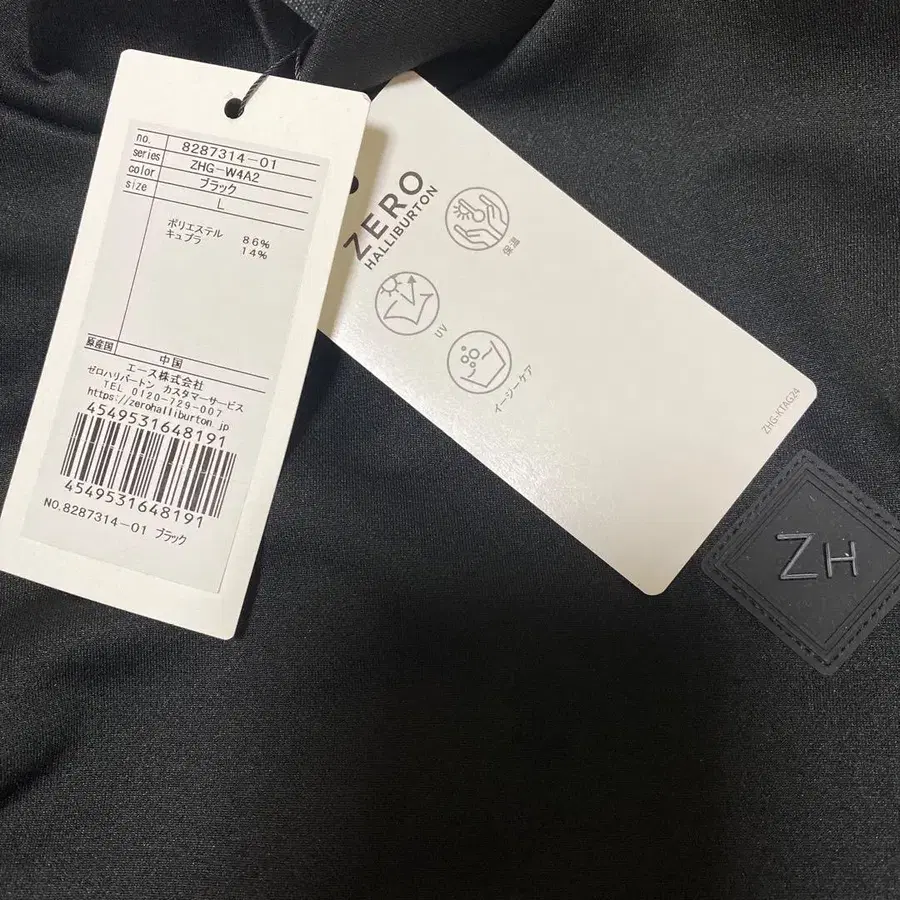 no. 8287314-01
series ZHG-W4A2
color ブラック
size L
ポリエステル 86%
キュプラ 14%
原産国 中国
エース株式会社
ゼロハリバートン カスタマーサービス
TEL 0120-729-007
https://zerohalliburton.jp
4549531648191
4549531648191
NO.8287314-01 ブラック
ZERO
HALLIBURTON
保温
UV
イージーケア
ZHG-KTAG24
ZH